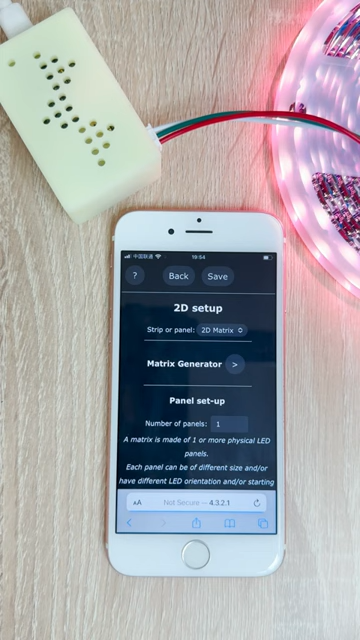 中国联通 19:54
? Back Save
2D setup
Strip or panel: 2D Matrix
Matrix Generator >
Panel set-up
Number of panels: 1
A matrix is made of 1 or more physical LED
panels.
Each panel can be of different size and/or
have different LED orientation and/or starting
AA Not Secure — 4.3.2.1